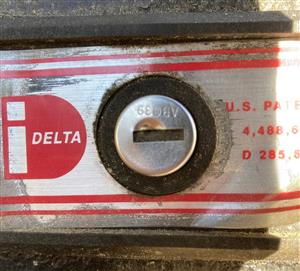 DELTA
U.S. PATE
4,488,6
D 285,8